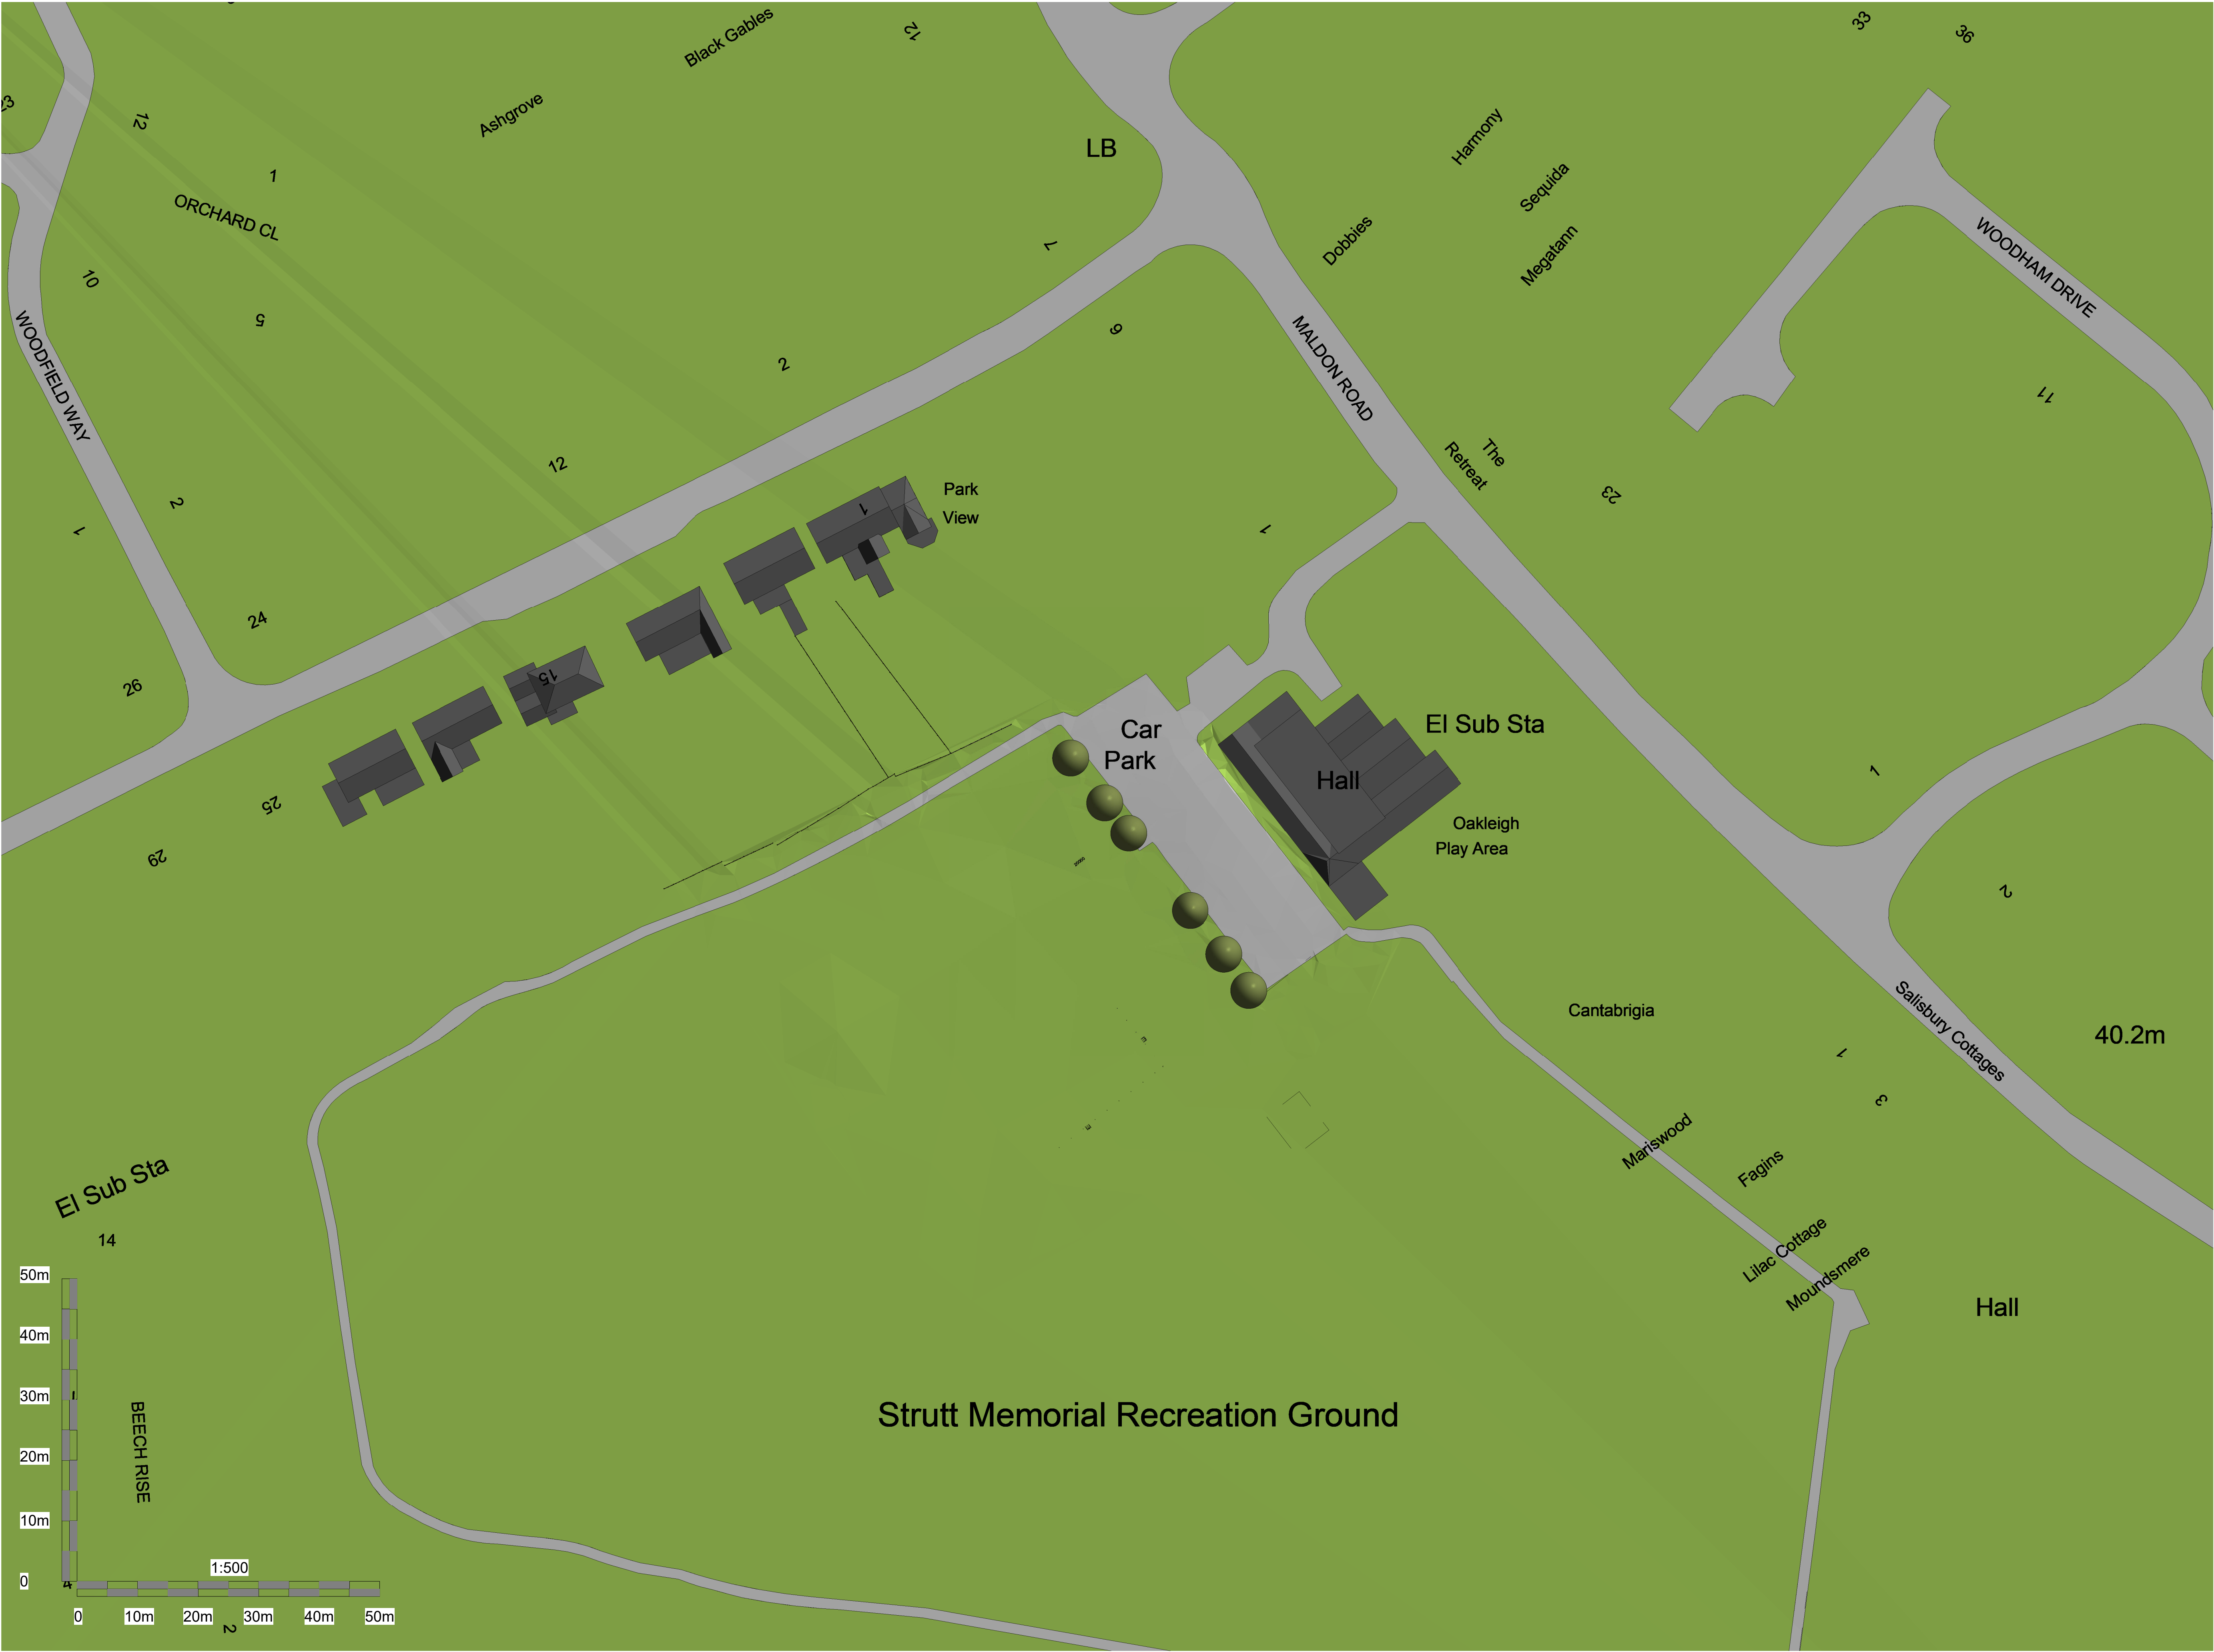 33
36
Black Gables
12
23
12
Ashgrove
LB
Harmony
1
Sequida
ORCHARD CL
Dobbies
Megatann
7
WOODHAM DRIVE
10
5
9
MALDON ROAD
2
WOODFIELD WAY
11
12
The
Retreat
2
1
Park
View
1
23
1
24
15
26
El Sub Sta
Car
Park
Hall
1
25
Oakleigh
Play Area
29
2
Cantabrigia
Salisbury Cottages
40.2m
1
3
Mariswood
Fagins
El Sub Sta
14
Lilac Cottage
Moundsmere
Hall
50m
40m
30m
20m
10m
0
BEECH RISE
Strutt Memorial Recreation Ground
1:500
4
0
10m
20m
30m
40m
50m
2